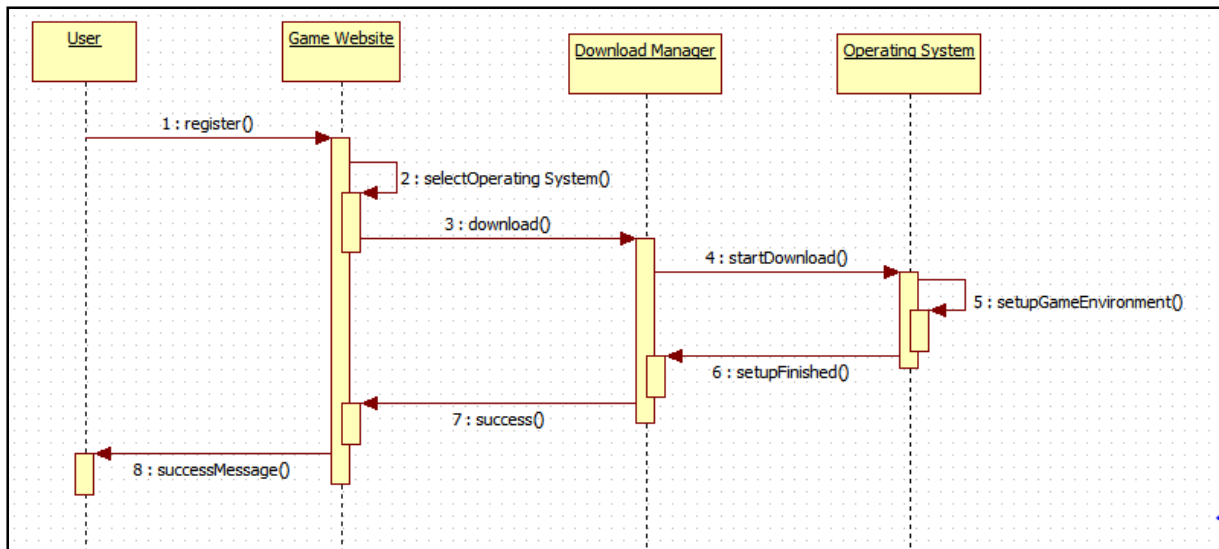 User
Game Website
Download Manager
Operating System
1 : register()
2 : selectOperating System()
3 : download()
4 : startDownload()
5 : setupGameEnvironment()
6 : setupFinished()
7 : success()
8 : successMessage()